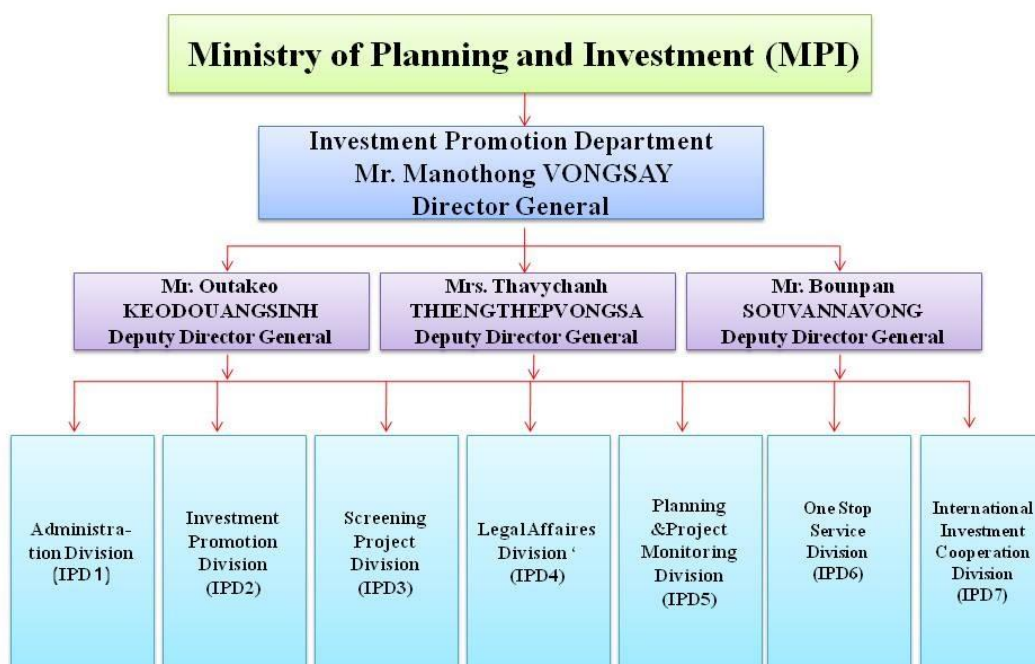 Ministry of Planning and Investment (MPI)
Investment Promotion Department
Mr. Manothong VONGSAY
Director General
Mr. Outakeo
KEODOUANGSINH
Deputy Director General
Mrs. Thavychanh
THIENGTHEPVONGSA
Deputy Director General
Mr. Bounpan
SOUVANNAVONG
Deputy Director General
Administra-
tion Division
(IPD1)
Investment
Promotion
Division
(IPD2)
Screening
Project
Division
(IPD3)
Legal Affaires
Division ‘
(IPD4)
Planning
&Project
Monitoring
Division
(IPD5)
One Stop
Service
Division
(IPD6)
International
Investment
Cooperation
Division
(IPD7)